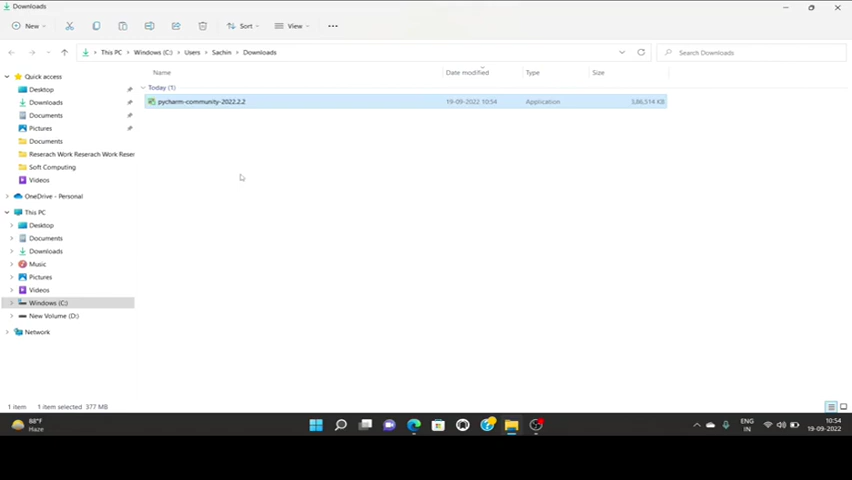 Downloads
New
Sort
View
This PC > Windows (C:) > Users > Sachin > Downloads
Search Downloads
Name
Date modified
Type
Size
Quick access
Desktop
Downloads
Documents
Pictures
Documents
Reserach Work Reserach Work Reser
Soft Computing
Videos
OneDrive - Personal
This PC
Desktop
Documents
Downloads
Music
Pictures
Videos
Windows (C:)
New Volume (D:)
Network
Today (1)
pycharm-community-2022.2.2
19-09-2022 10:54
Application
3,86,514 KB
1 item
1 item selected 377 MB
88°F
Haze
ENG
IN
10:54
19-09-2022